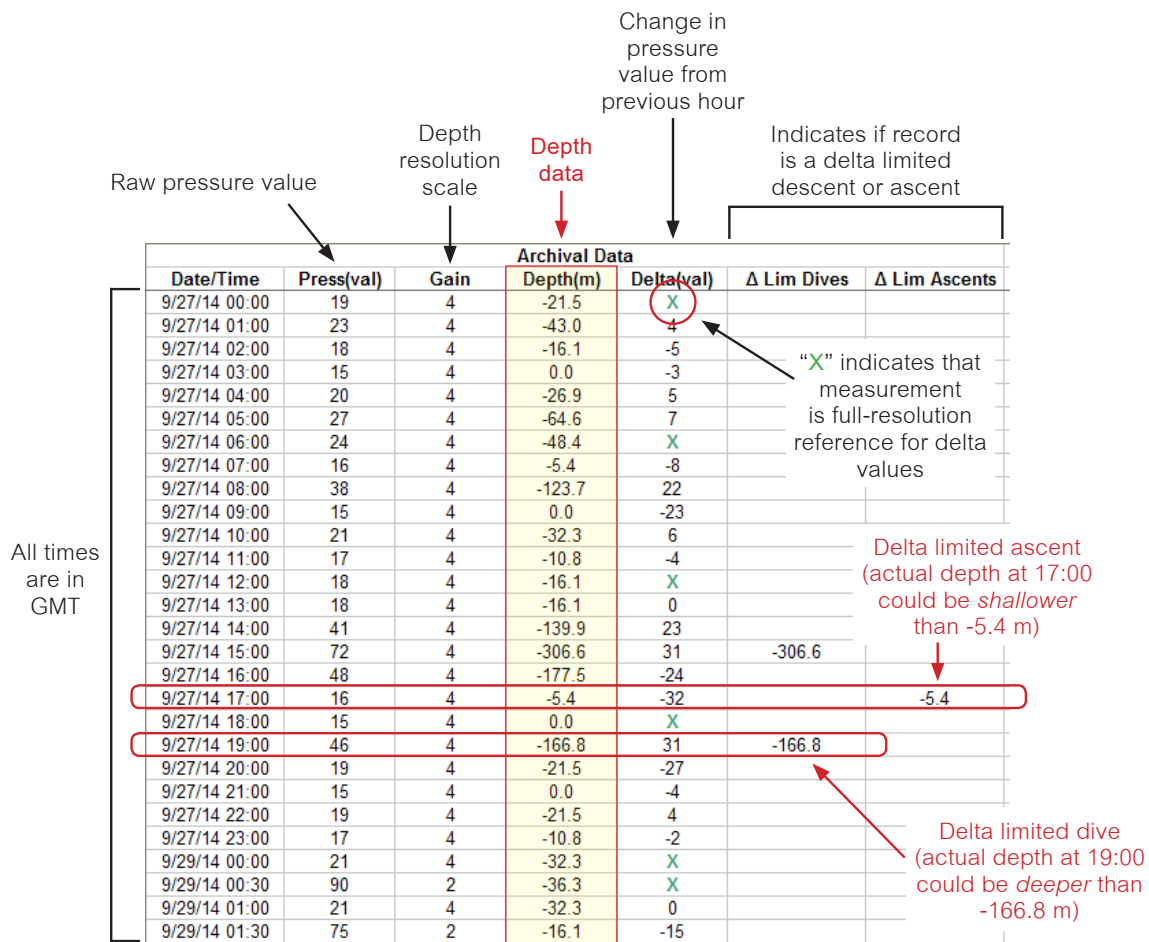 Change in
pressure
value from
previous hour
Depth
resolution
scale
Depth
data
Indicates if record
is a delta limited
descent or ascent
Raw pressure value
Archival Data
Date/Time Press(val) Gain Depth(m) Delta(val) Δ Lim Dives Δ Lim Ascents
9/27/14 00:00 19 4 -21.5 X
9/27/14 01:00 23 4 -43.0 4
9/27/14 02:00 18 4 -16.1 -5
9/27/14 03:00 15 4 0.0 -3
9/27/14 04:00 20 4 -26.9 5
9/27/14 05:00 27 4 -64.6 7
9/27/14 06:00 24 4 -48.4 X
9/27/14 07:00 16 4 -5.4 -8
9/27/14 08:00 38 4 -123.7 22
9/27/14 09:00 15 4 0.0 -23
9/27/14 10:00 21 4 -32.3 6
9/27/14 11:00 17 4 -10.8 -4
9/27/14 12:00 18 4 -16.1 X
9/27/14 13:00 18 4 -16.1 0
9/27/14 14:00 41 4 -139.9 23
9/27/14 15:00 72 4 -306.6 31 -306.6
9/27/14 16:00 48 4 -177.5 -24
9/27/14 17:00 16 4 -5.4 -32 -5.4
9/27/14 18:00 15 4 0.0 X
9/27/14 19:00 46 4 -166.8 31 -166.8
9/27/14 20:00 19 4 -21.5 -27
9/27/14 21:00 15 4 0.0 -4
9/27/14 22:00 19 4 -21.5 4
9/27/14 23:00 17 4 -10.8 -2
9/29/14 00:00 21 4 -32.3 X
9/29/14 00:30 90 2 -36.3 X
9/29/14 01:00 21 4 -32.3 0
9/29/14 01:30 75 2 -16.1 -15
"X" indicates that
measurement
is full-resolution
reference for delta
values
All times
are in
GMT
Delta limited ascent
(actual depth at 17:00
could be shallower
than -5.4 m)
Delta limited dive
(actual depth at 19:00
could be deeper than
-166.8 m)